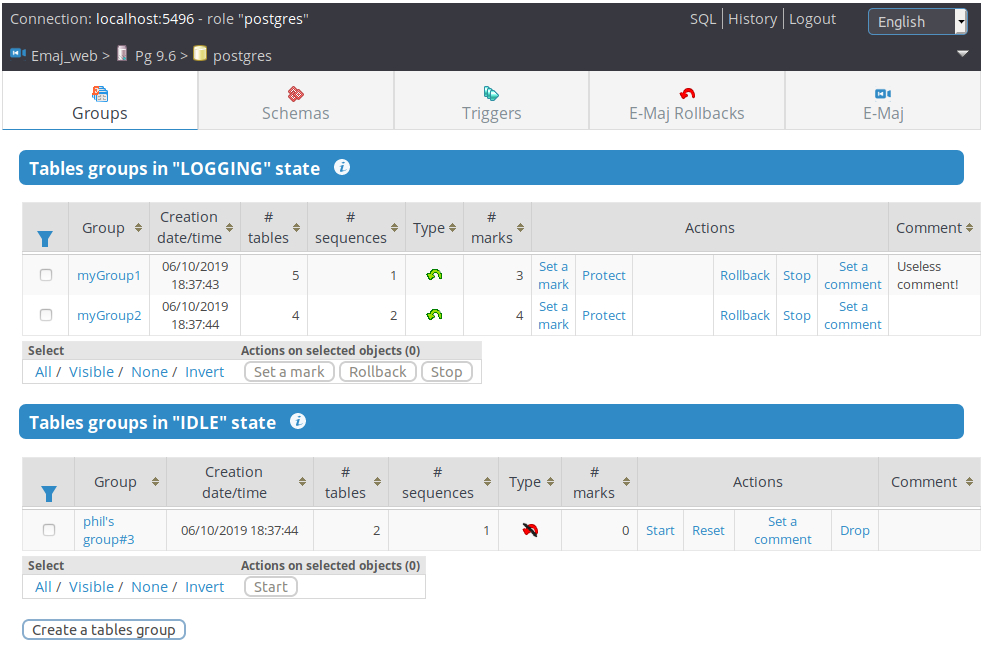 Connection: localhost:5496 - role "postgres"
SQL History Logout English
Emaj_web > Pg 9.6 > postgres
Groups Schemas Triggers E-Maj Rollbacks E-Maj
Tables groups in "LOGGING" state i
Group Creation date/time # tables # sequences Type # marks Actions Comment
myGroup1 06/10/2019 18:37:43 5 1 3 Set a mark Protect Rollback Stop Set a comment Useless comment!
myGroup2 06/10/2019 18:37:44 4 2 4 Set a mark Protect Rollback Stop Set a comment
Select Actions on selected objects (0)
All / Visible / None / Invert Set a mark Rollback Stop
Tables groups in "IDLE" state i
Group Creation date/time # tables # sequences Type # marks Actions Comment
phil's group#3 06/10/2019 18:37:44 2 1 0 Start Reset Set a comment Drop
Select Actions on selected objects (0)
All / Visible / None / Invert Start
Create a tables group